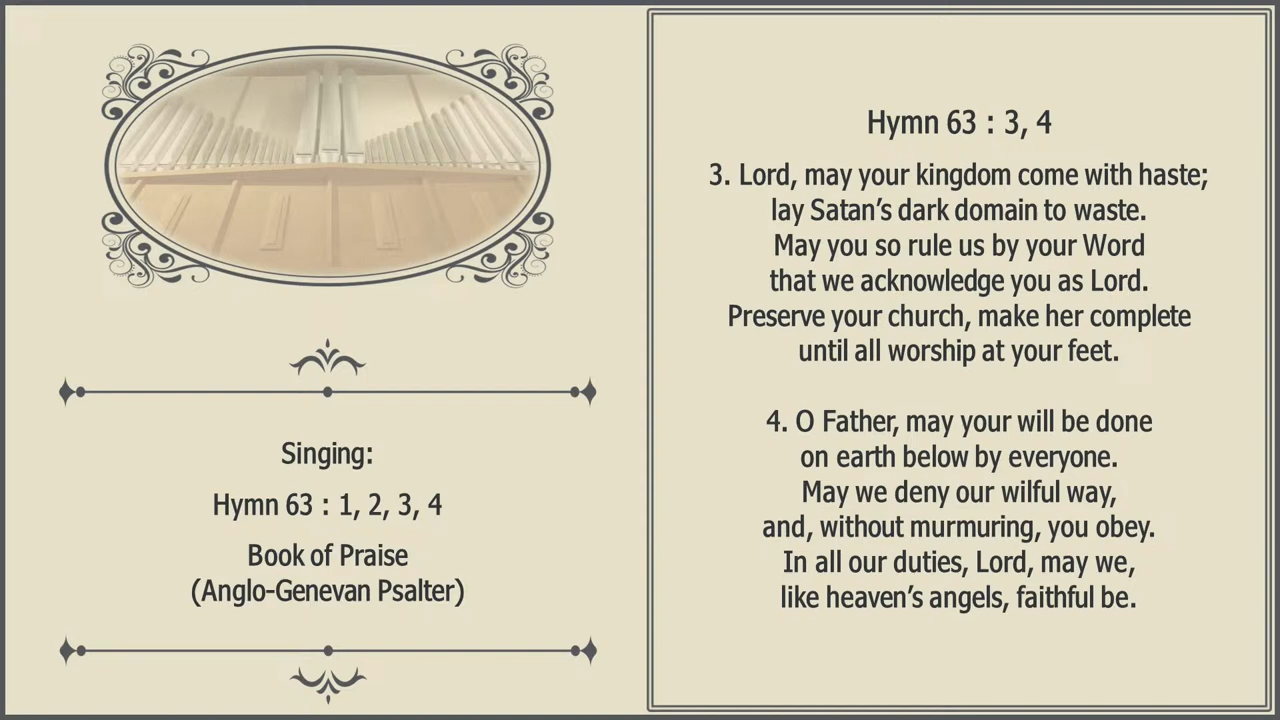 Singing:
Hymn 63 : 1, 2, 3, 4
Book of Praise
(Anglo-Genevan Psalter)
Hymn 63 : 3, 4
3. Lord, may your kingdom come with haste;
lay Satan’s dark domain to waste.
May you so rule us by your Word
that we acknowledge you as Lord.
Preserve your church, make her complete
until all worship at your feet.
4. O Father, may your will be done
on earth below by everyone.
May we deny our wilful way,
and, without murmuring, you obey.
In all our duties, Lord, may we,
like heaven’s angels, faithful be.